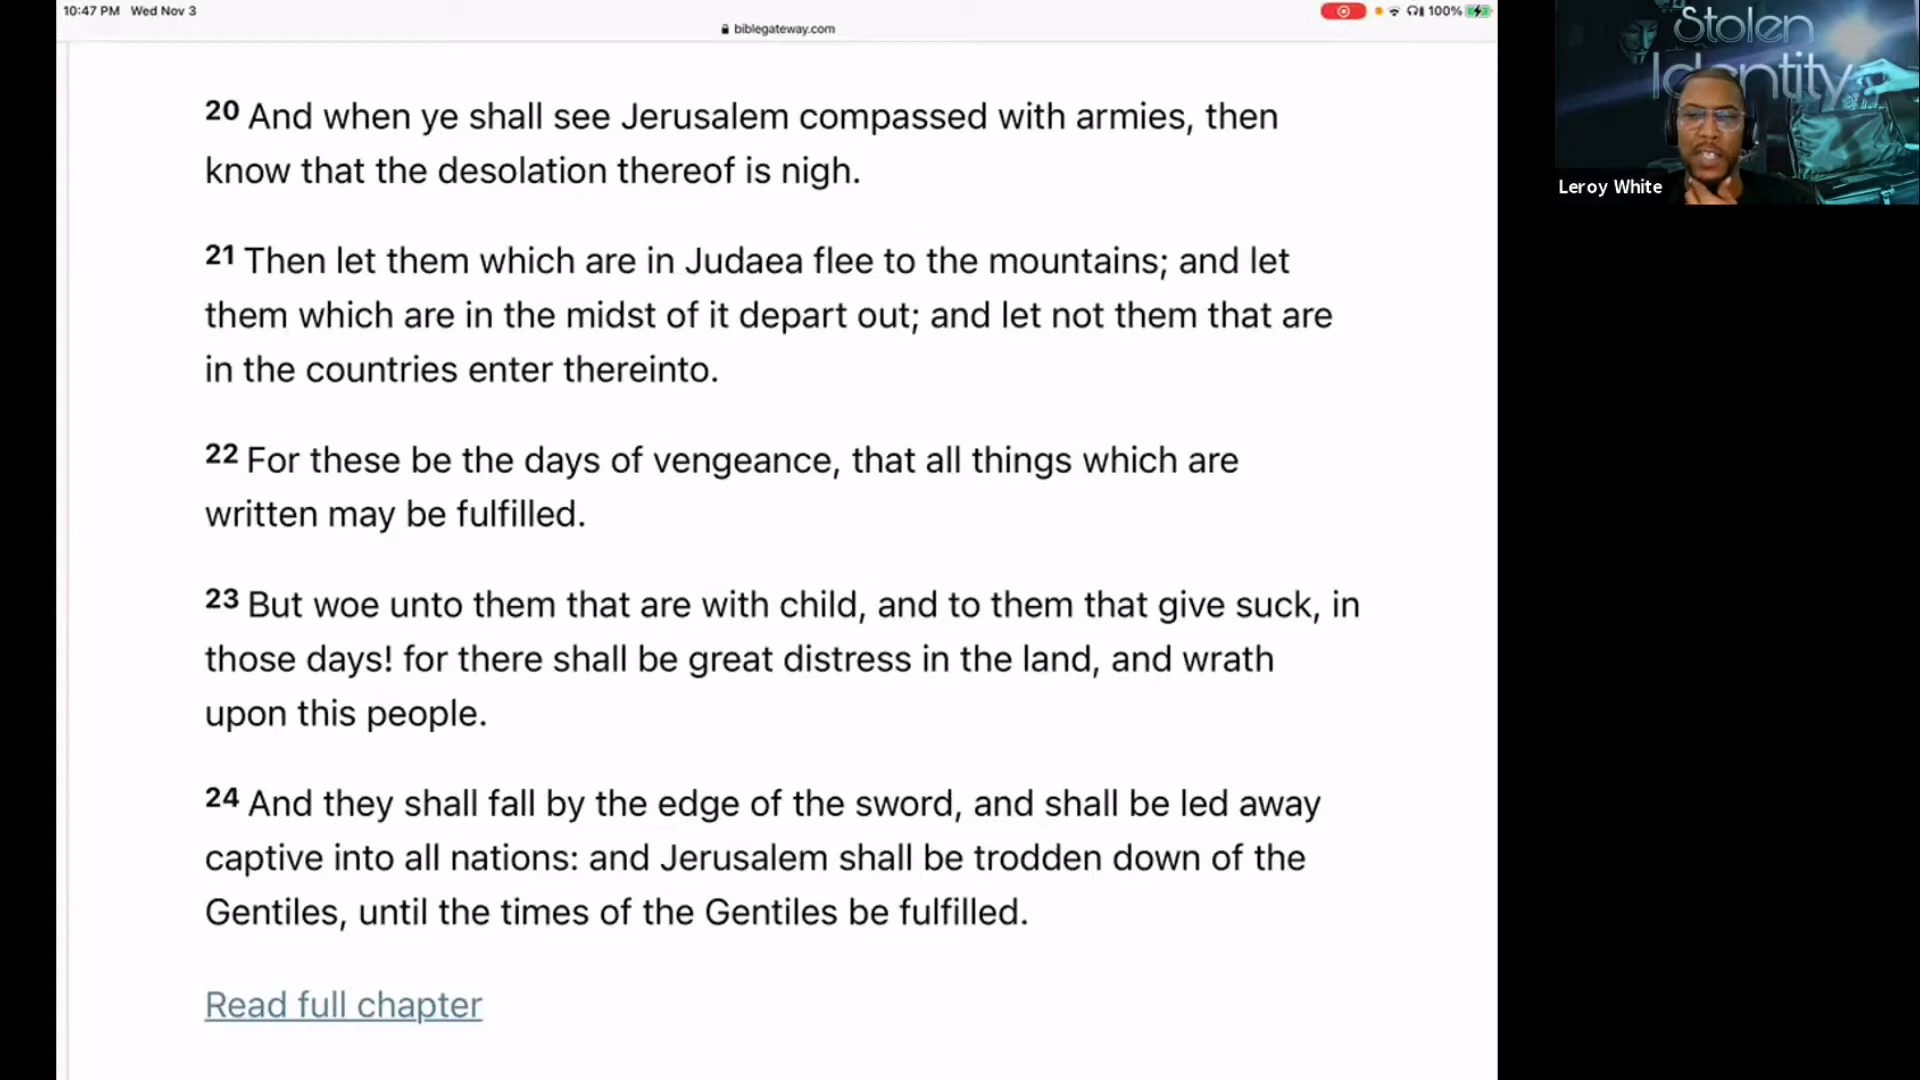 10:47 PM Wed Nov 3
100%
biblegateway.com
20 And when ye shall see Jerusalem compassed with armies, then
know that the desolation thereof is nigh.
21 Then let them which are in Judaea flee to the mountains; and let
them which are in the midst of it depart out; and let not them that are
in the countries enter thereinto.
22 For these be the days of vengeance, that all things which are
written may be fulfilled.
23 But woe unto them that are with child, and to them that give suck, in
those days! for there shall be great distress in the land, and wrath
upon this people.
24 And they shall fall by the edge of the sword, and shall be led away
captive into all nations: and Jerusalem shall be trodden down of the
Gentiles, until the times of the Gentiles be fulfilled.
Read full chapter
Stolen
Identity
Leroy White